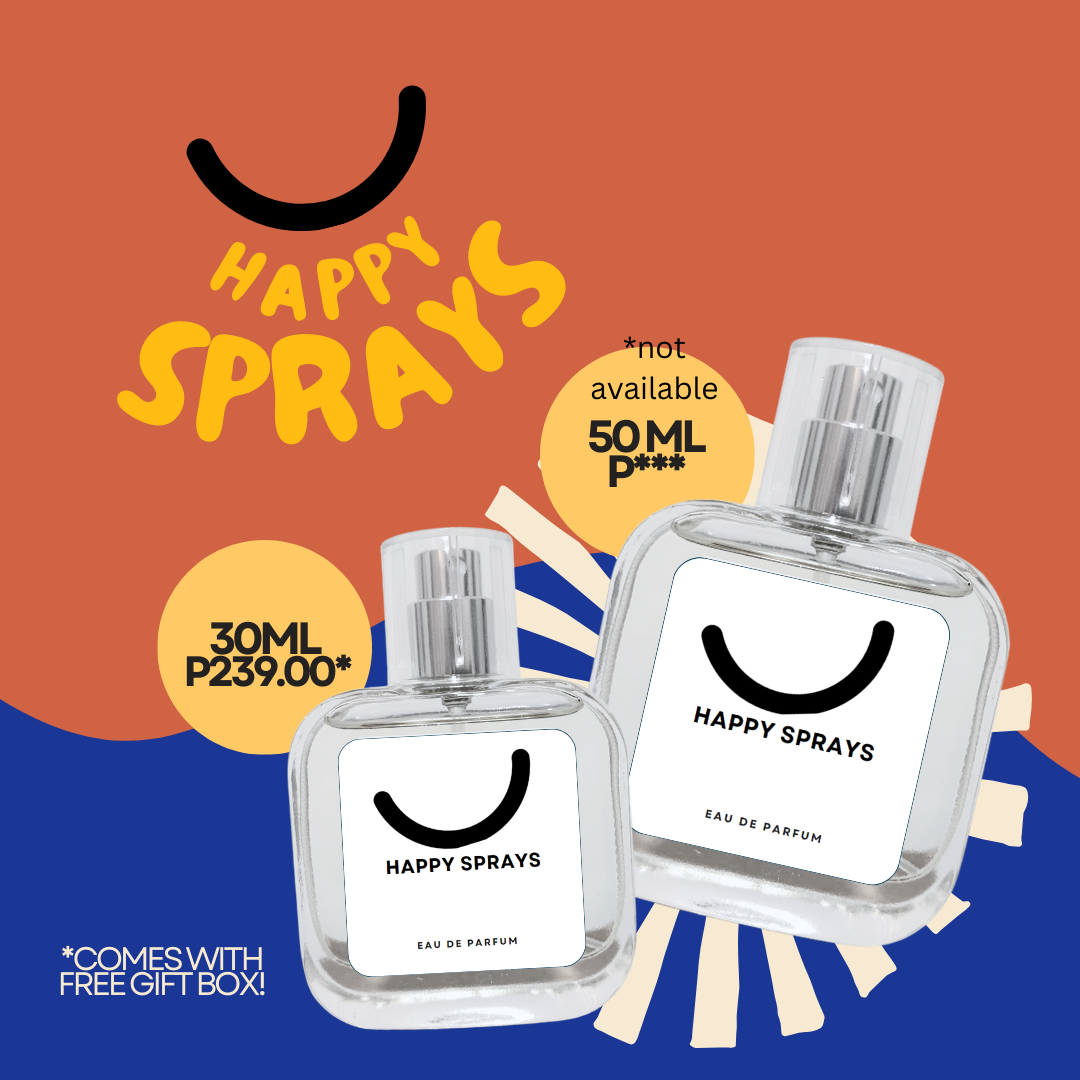 HAPPY
SPRAYS
*not
available
50 ML
P***
30ML
P239.00*
HAPPY SPRAYS
EAU DE PARFUM
HAPPY SPRAYS
EAU DE PARFUM
*COMES WITH
FREE GIFT BOX!